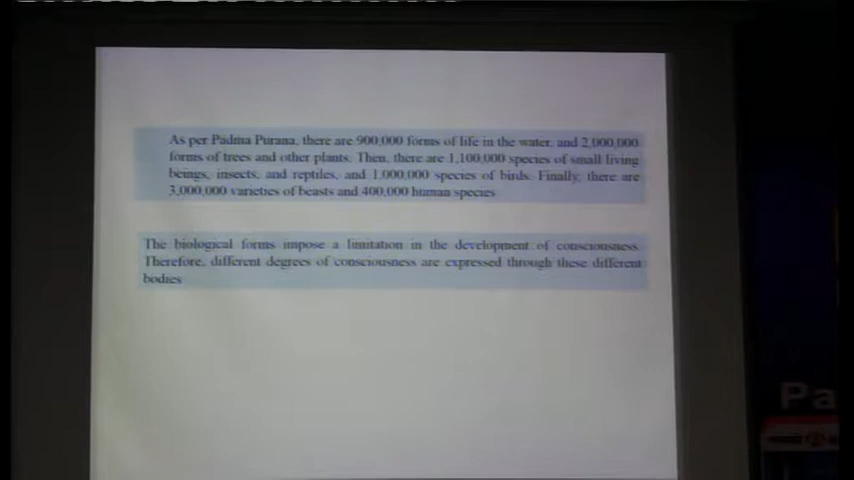 As per Padma Purana, there are 900,000 forms of life in the water, and 2,000,000
forms of trees and other plants. Then, there are 1,100,000 species of small living
beings, insects, and reptiles, and 1,000,000 species of birds. Finally, there are
3,000,000 varieties of beasts and 400,000 human species
The biological forms impose a limitation in the development of consciousness.
Therefore, different degrees of consciousness are expressed through these different
bodies
Pa